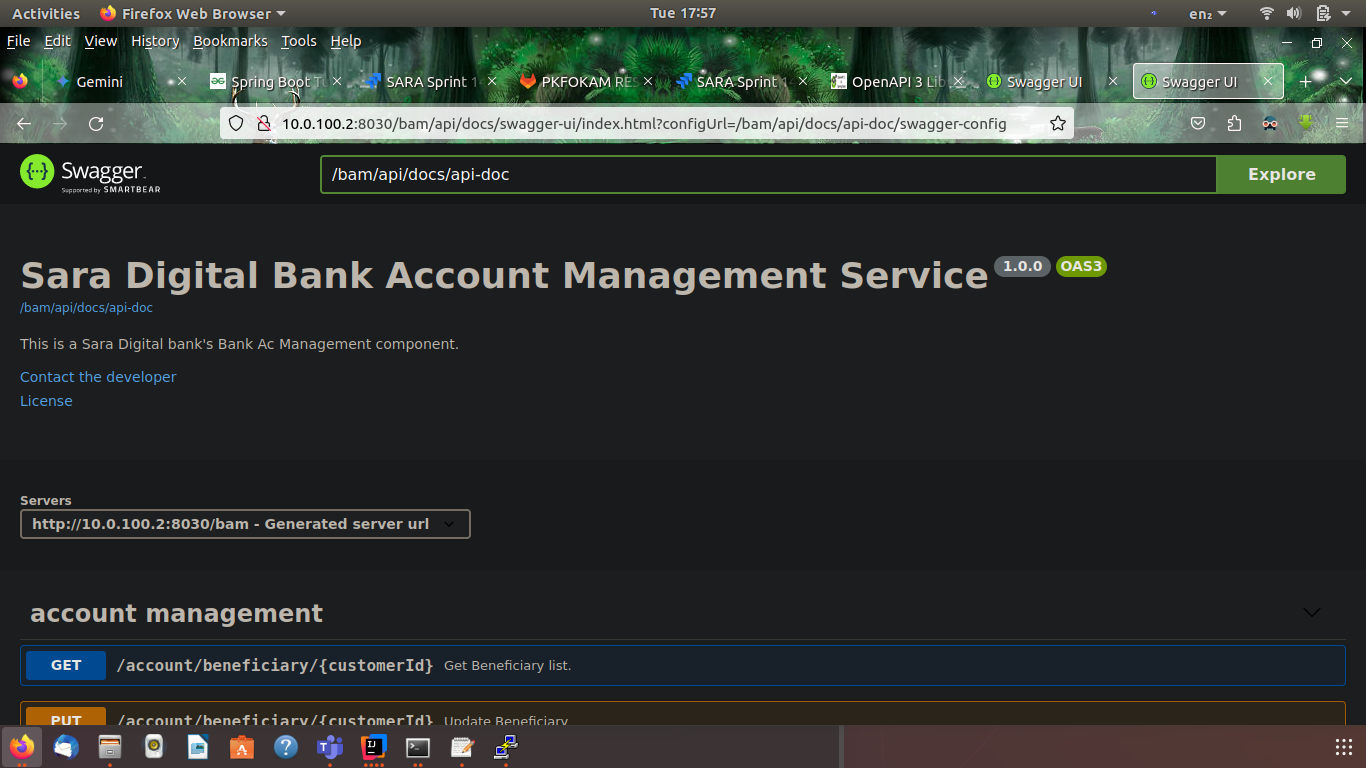 Activities Firefox Web Browser Tue 17:57 en₂
File Edit View History Bookmarks Tools Help
Gemini Spring Boot SARA Sprint PKFOKAM RES SARA Sprint OpenAPI 3 Lib Swagger UI Swagger UI
10.0.100.2:8030/bam/api/docs/swagger-ui/index.html?configUrl=/bam/api/docs/api-doc/swagger-config
Swagger
Supported by SMARTBEAR
/bam/api/docs/api-doc Explore
Sara Digital Bank Account Management Service 1.0.0 OAS3
/bam/api/docs/api-doc
This is a Sara Digital bank's Bank Ac Management component.
Contact the developer
License
Servers
http://10.0.100.2:8030/bam - Generated server url
account management
GET /account/beneficiary/{customerId} Get Beneficiary list.
PUT /account/beneficiary/{customerId} Update Beneficiary